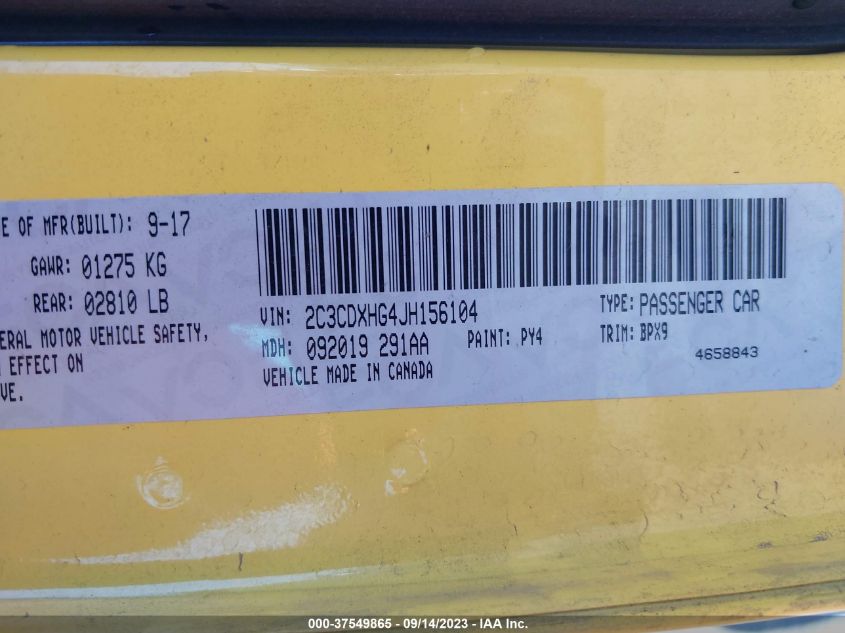 E OF MFR(BUILT): 9-17
GAWR: 01275 KG
REAR: 02810 LB
ERAL MOTOR VEHICLE SAFETY,
EFFECT ON
VE.
VIN: 2C3CDXHG4JH156104
TYPE: PASSENGER CAR
MDH: 092019 291AA
PAINT: PY4
TRIM: BPX9
VEHICLE MADE IN CANADA
4658843
000-37549865 - 09/14/2023 - IAA Inc.